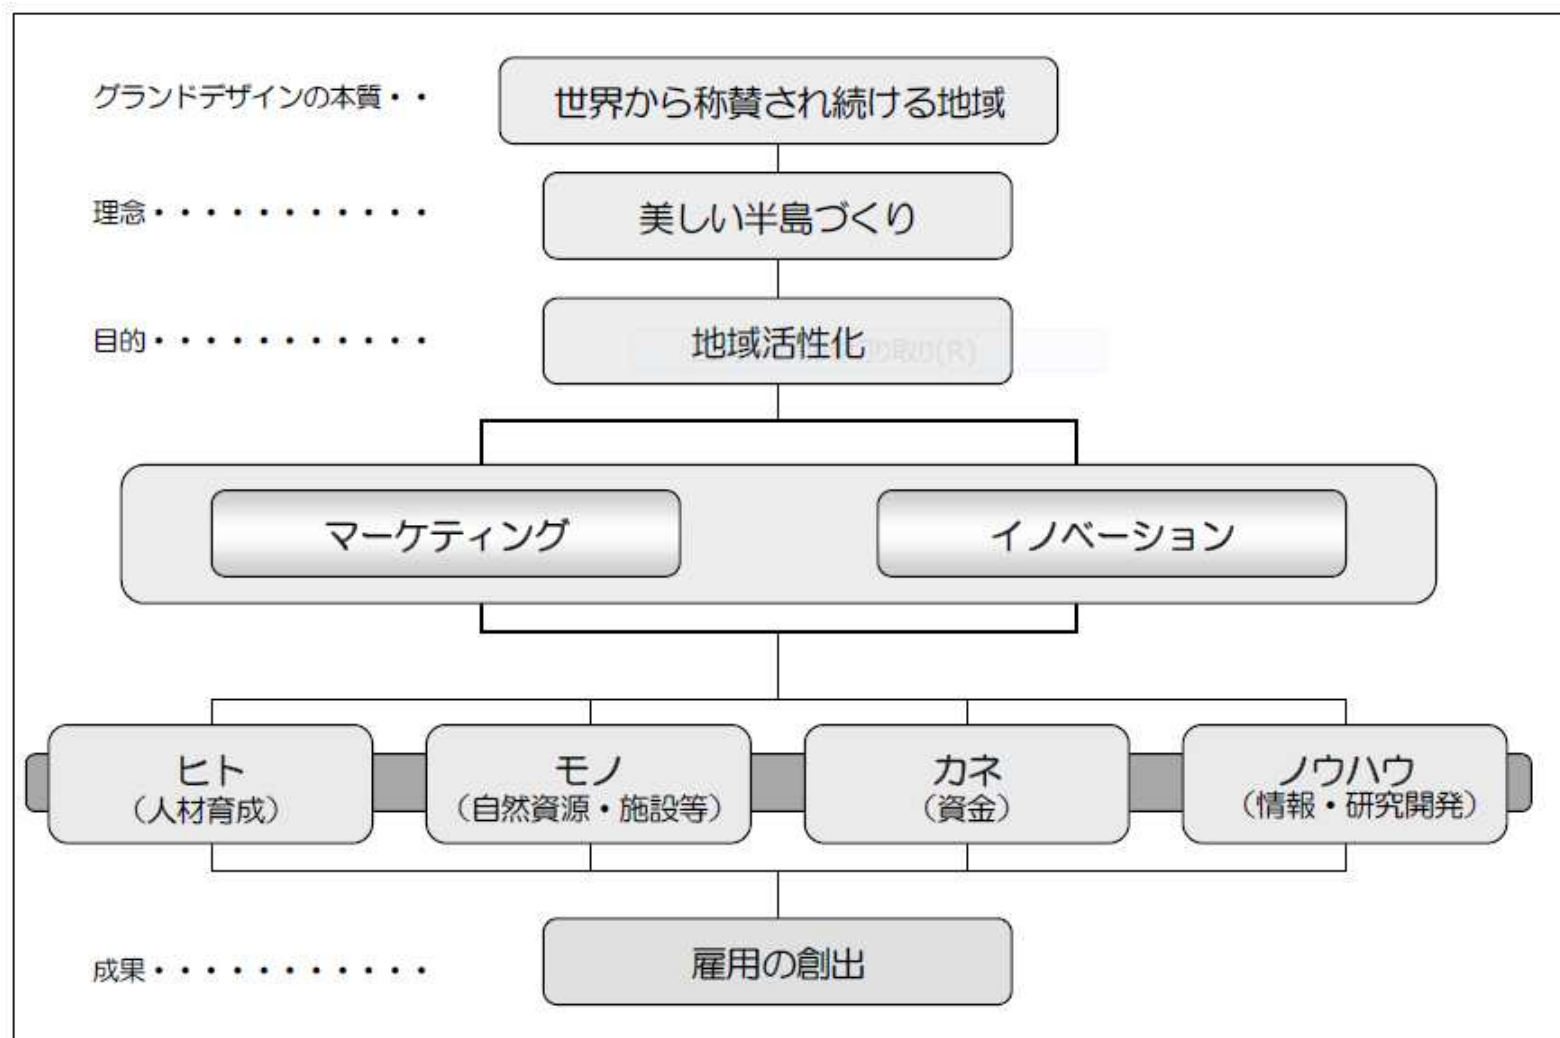 グランドデザインの本質・・
世界から称賛され続ける地域
理念・・・・・・・・・・・
美しい半島づくり
目的・・・・・・・・・・・
地域活性化
の取り(R)
マーケティング
イノベーション
ヒト
(人材育成)
モノ
(自然資源・施設等)
カネ
(資金)
ノウハウ
(情報・研究開発)
成果・・・・・・・・・・・
雇用の創出